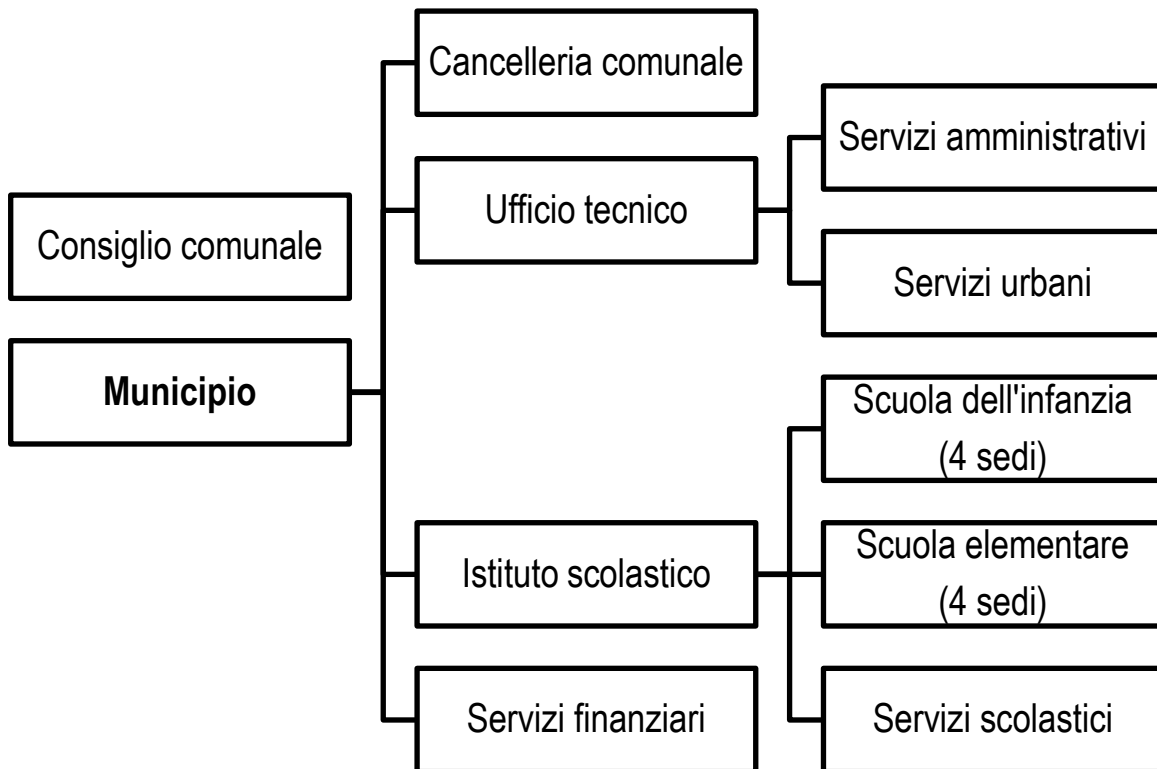 Consiglio comunale
Municipio
Cancelleria comunale
Ufficio tecnico
Servizi amministrativi
Servizi urbani
Istituto scolastico
Scuola dell'infanzia
(4 sedi)
Scuola elementare
(4 sedi)
Servizi scolastici
Servizi finanziari